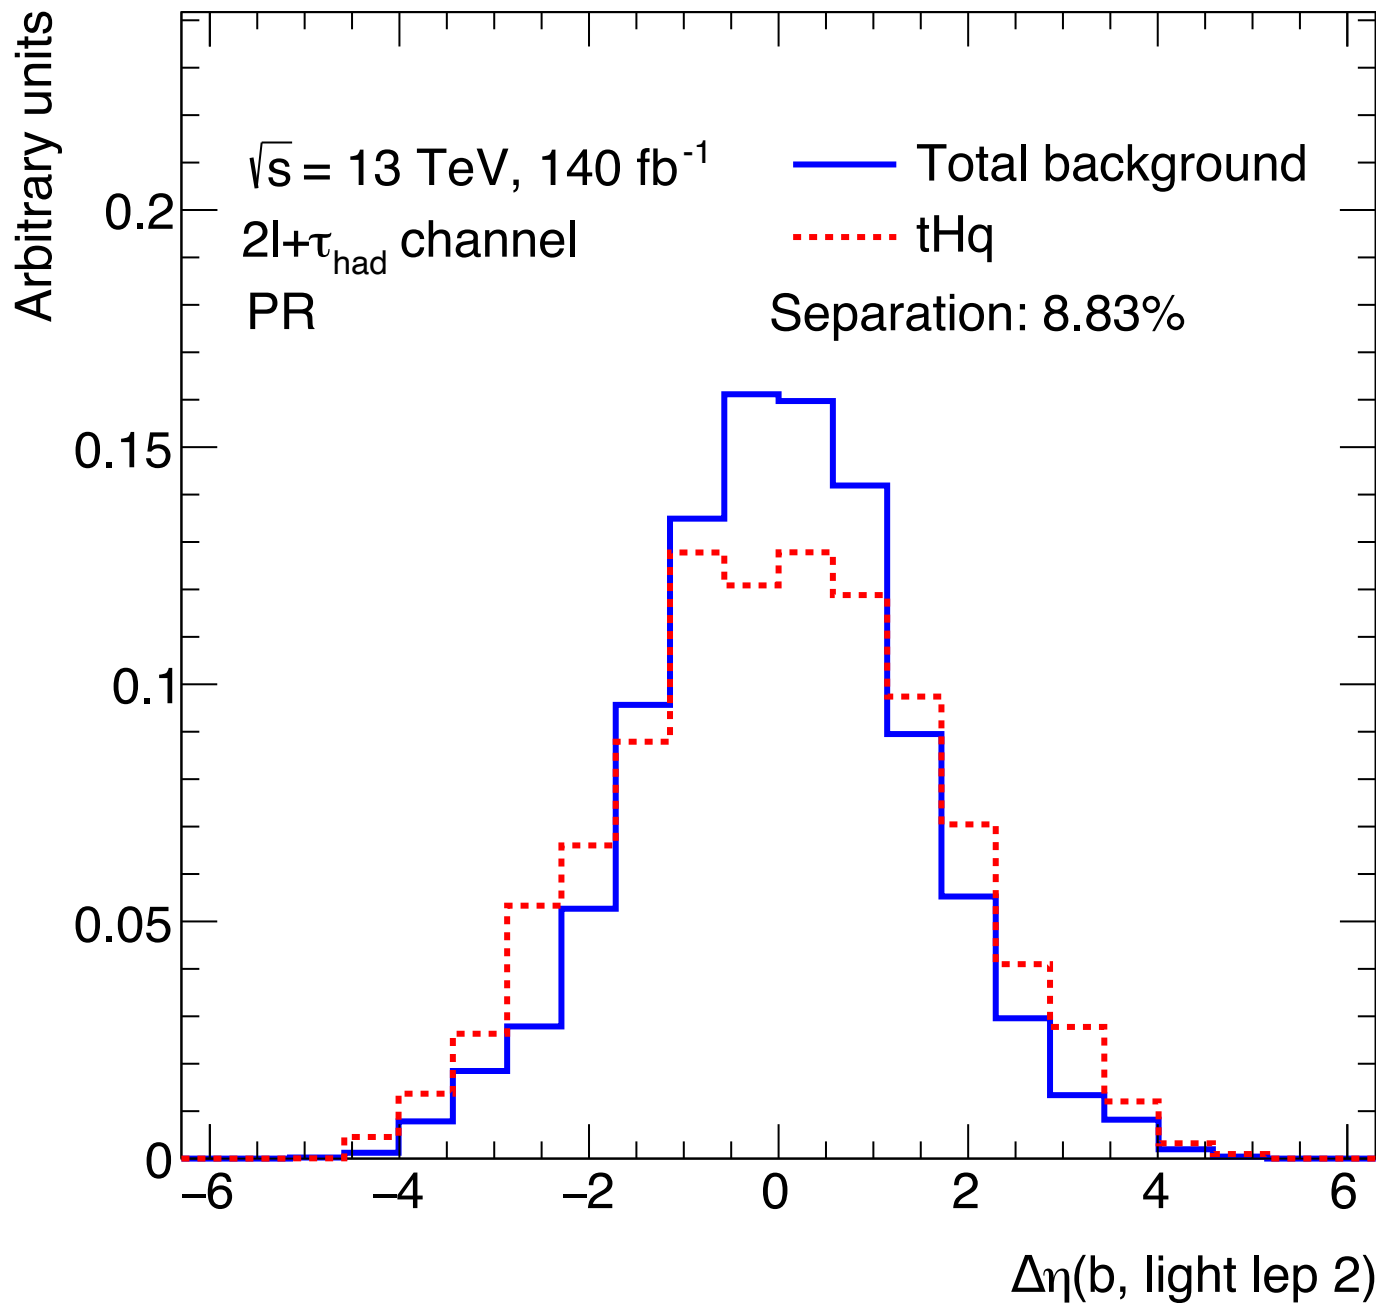 Arbitrary units
√s = 13 TeV, 140 fb⁻¹
2l+τhad channel
PR
Total background
tHq
Separation: 8.83%
0.2
0.15
0.1
0.05
0
−6 −4 −2 0 2 4 6
Δη(b, light lep 2)